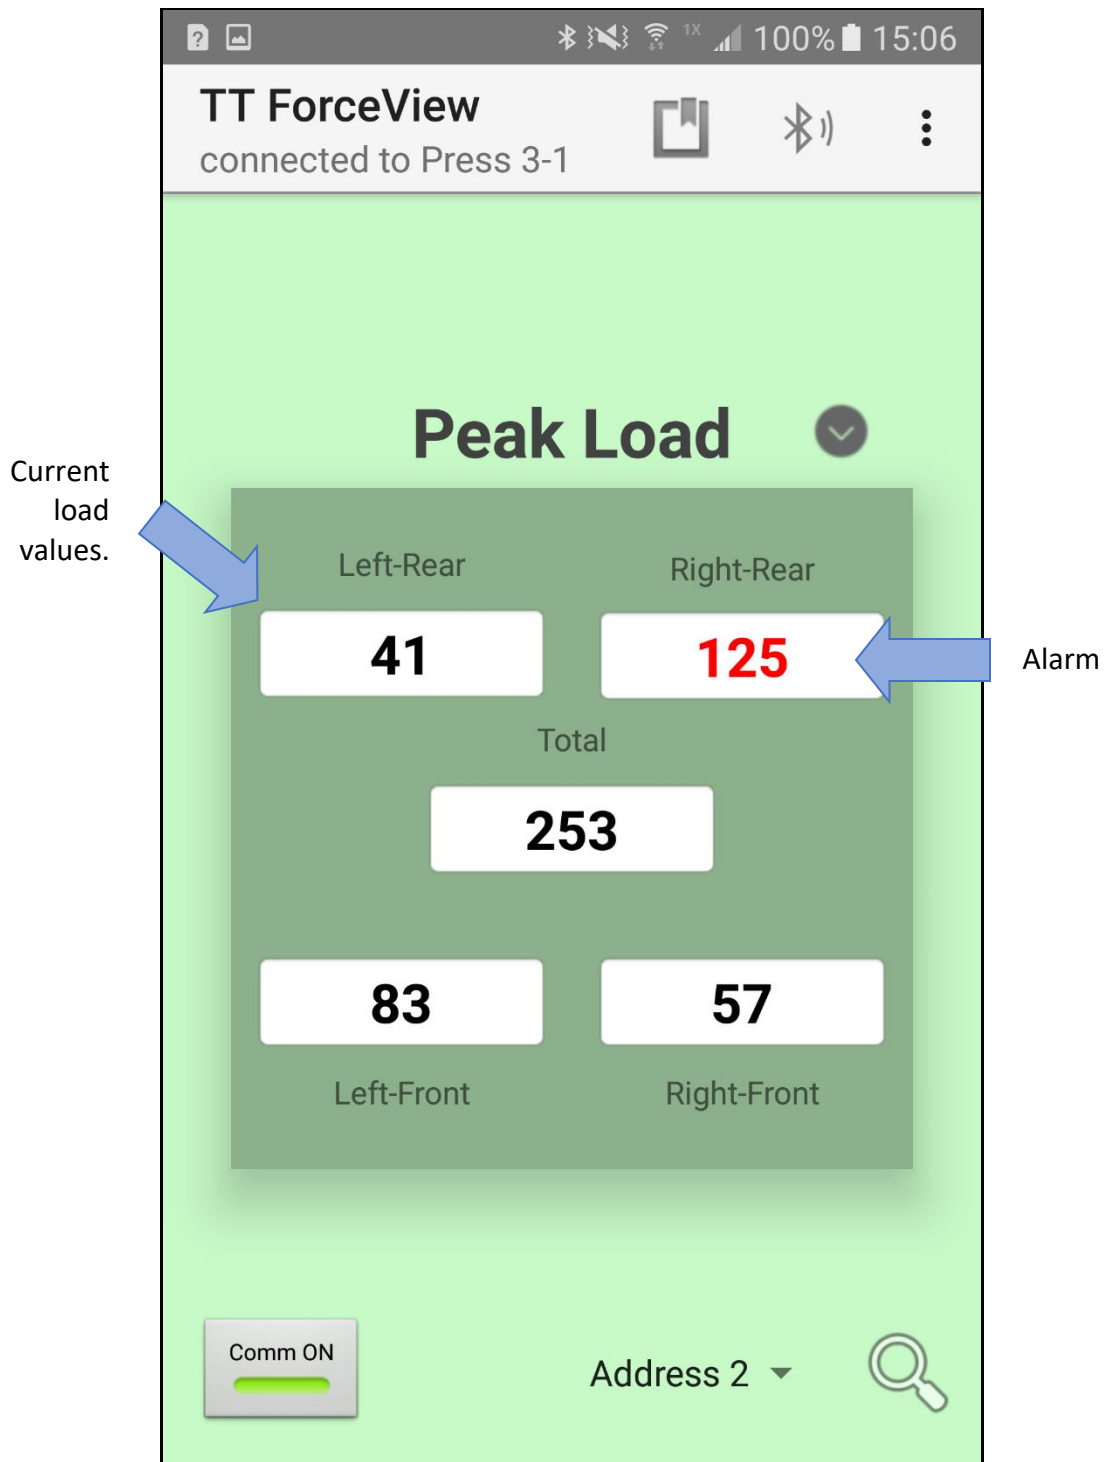 1X 100% 15:06
TT ForceView
connected to Press 3-1
Peak Load
Current
load
values.
Left-Rear Right-Rear
41 125
Alarm
Total
253
83 57
Left-Front Right-Front
Comm ON
Address 2